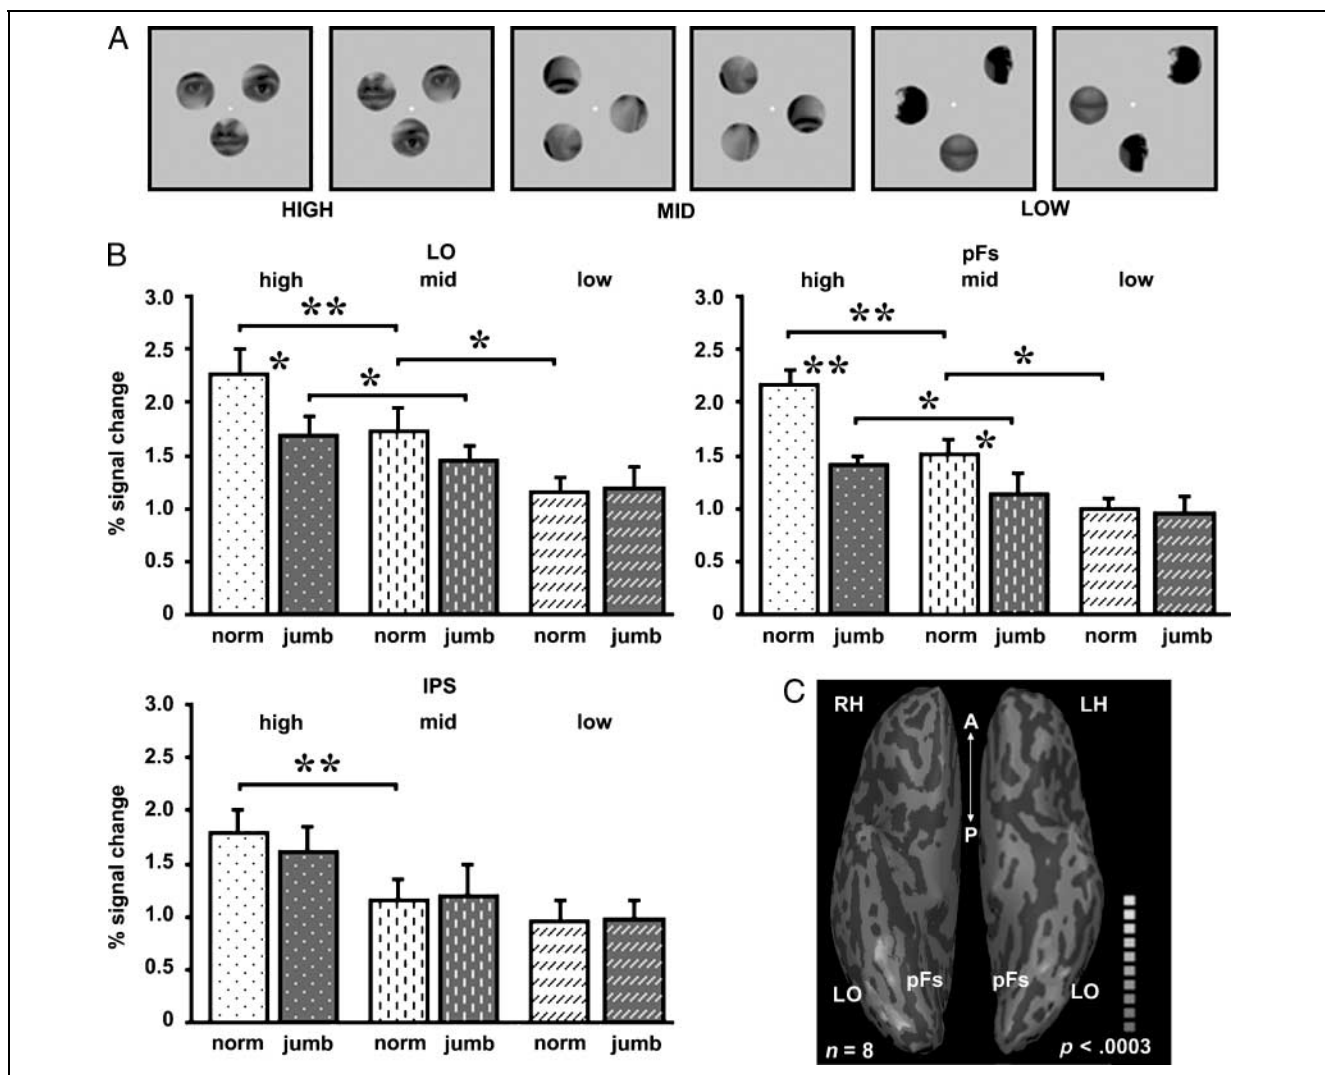 A
HIGH MID LOW
B
LO
high mid low
3.0
2.5
2.0
1.5
1.0
0.5
0
% signal change
** * * *
norm jumb norm jumb norm jumb
pFs
high mid low
3.0
2.5
2.0
1.5
1.0
0.5
0
% signal change
** ** * * *
norm jumb norm jumb norm jumb
IPS
high mid low
3.0
2.5
2.0
1.5
1.0
0.5
0
% signal change
**
norm jumb norm jumb norm jumb
C
RH LH
A
P
pFs pFs
LO LO
n = 8 p < .0003